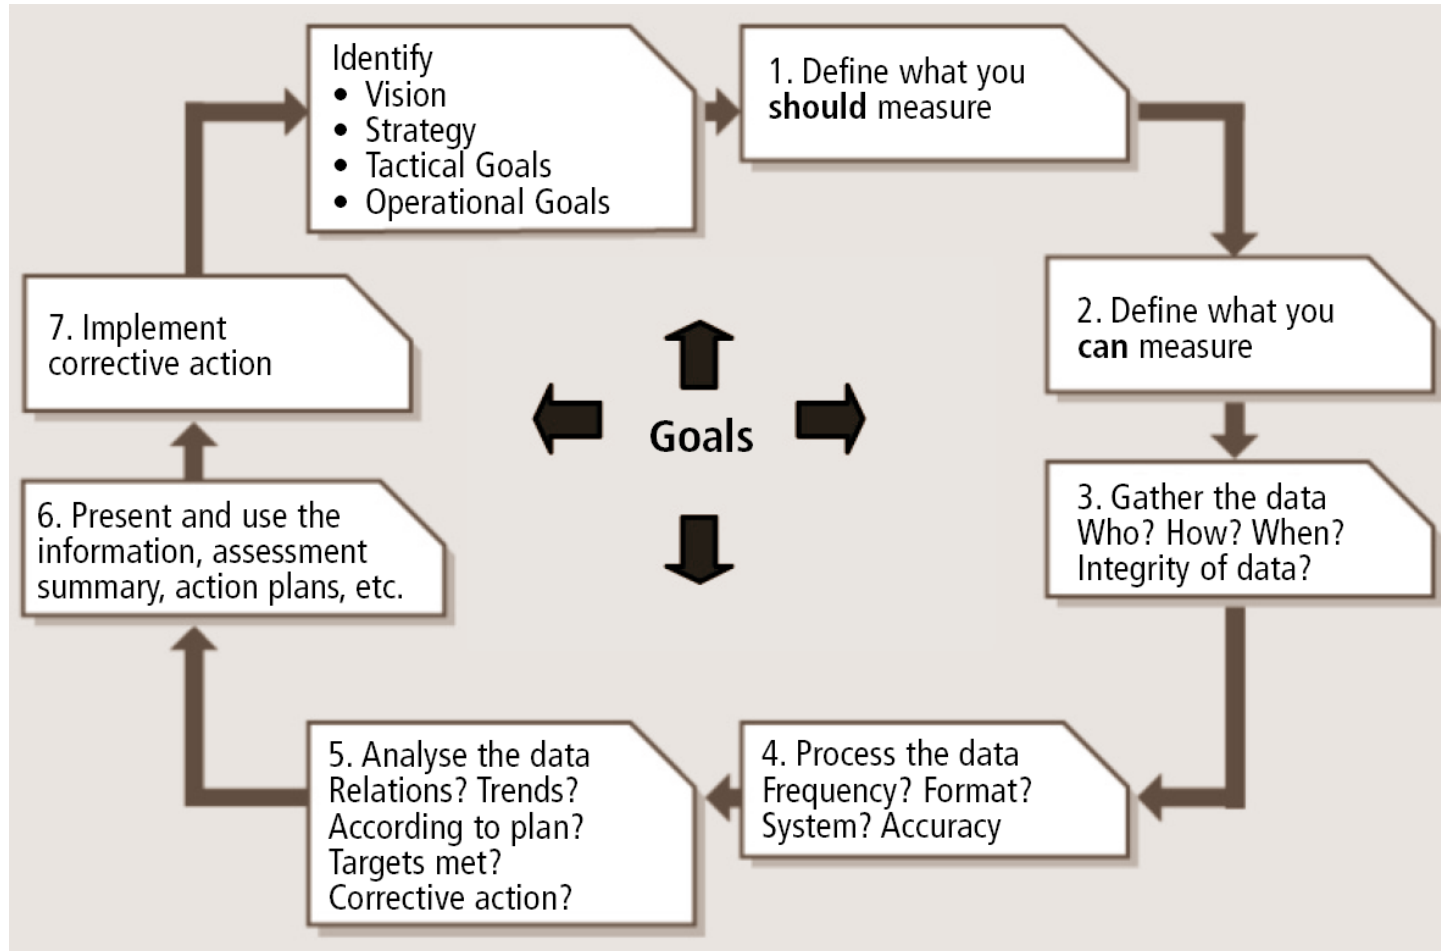 Identify
• Vision
• Strategy
• Tactical Goals
• Operational Goals
1. Define what you
should measure
2. Define what you
can measure
3. Gather the data
Who? How? When?
Integrity of data?
4. Process the data
Frequency? Format?
System? Accuracy
5. Analyse the data
Relations? Trends?
According to plan?
Targets met?
Corrective action?
6. Present and use the
information, assessment
summary, action plans, etc.
7. Implement
corrective action
Goals